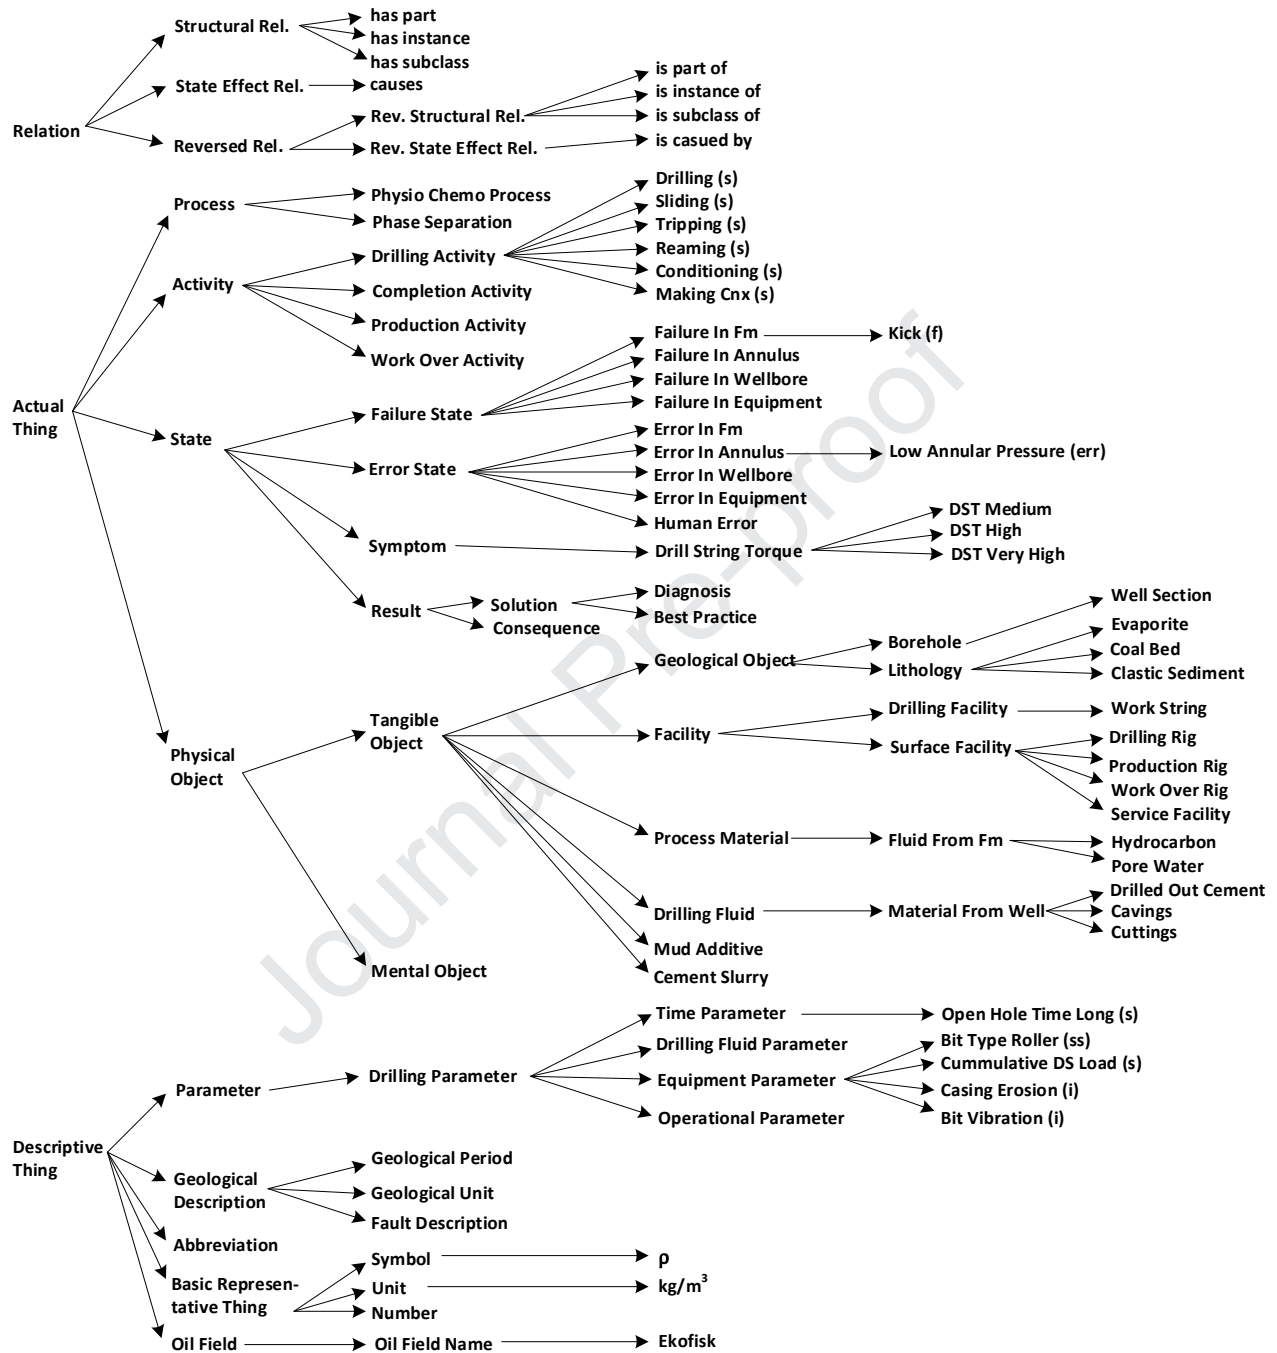 Structural Rel.
has part
has instance
has subclass
State Effect Rel.
causes
Relation
Reversed Rel.
Rev. Structural Rel.
is part of
is instance of
is subclass of
Rev. State Effect Rel.
is casued by
Process
Physio Chemo Process
Phase Separation
Activity
Drilling Activity
Drilling (s)
Sliding (s)
Tripping (s)
Reaming (s)
Conditioning (s)
Making Cnx (s)
Completion Activity
Production Activity
Work Over Activity
Actual
Thing
State
Failure State
Failure In Fm
Kick (f)
Failure In Annulus
Failure In Wellbore
Failure In Equipment
Error State
Error In Fm
Error In Annulus
Low Annular Pressure (err)
Error In Wellbore
Error In Equipment
Human Error
Symptom
Drill String Torque
DST Medium
DST High
DST Very High
Result
Solution
Consequence
Diagnosis
Best Practice
Physical
Object
Tangible
Object
Geological Object
Borehole
Well Section
Lithology
Evaporite
Coal Bed
Clastic Sediment
Facility
Drilling Facility
Work String
Surface Facility
Drilling Rig
Production Rig
Work Over Rig
Service Facility
Process Material
Fluid From Fm
Hydrocarbon
Pore Water
Drilling Fluid
Material From Well
Drilled Out Cement
Cavings
Cuttings
Mud Additive
Cement Slurry
Mental Object
Descriptive
Thing
Parameter
Drilling Parameter
Time Parameter
Open Hole Time Long (s)
Drilling Fluid Parameter
Equipment Parameter
Bit Type Roller (ss)
Cummulative DS Load (s)
Casing Erosion (i)
Bit Vibration (i)
Operational Parameter
Geological
Description
Geological Period
Geological Unit
Fault Description
Abbreviation
Basic Represen-
tative Thing
Symbol
ρ
Unit
kg/m³
Number
Oil Field
Oil Field Name
Ekofisk
Journal Pre-proof